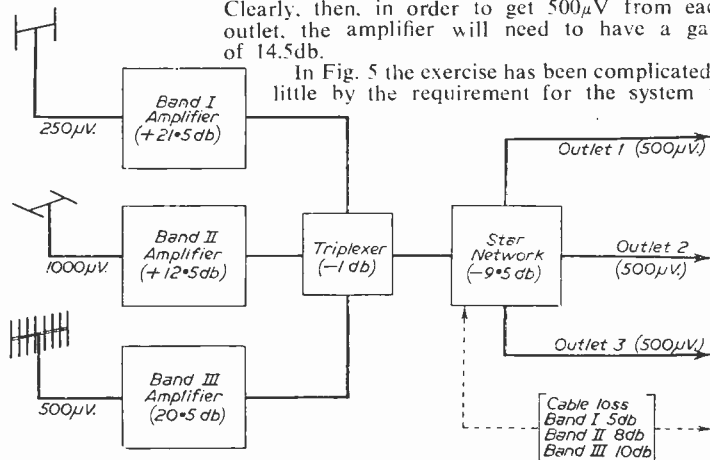 Clearly, then, in order to get 500μV from eac
outlet, the amplifier will need to have a ga
of 14.5db.
In Fig. 5 the exercise has been complicated
little by the requirement for the system
250μV.
Band I
Amplifier
(+21·5db)
1000μV.
Band II
Amplifier
(+12·5db)
500μV.
Band III
Amplifier
(20·5db)
Triplexer
(−1db)
Star
Network
(−9·5db)
Outlet 1 (500μV.)
Outlet 2
(500μV.)
Outlet 3 (500μV.)
Cable loss
Band I 5db
Band II 8db
Band III 10db